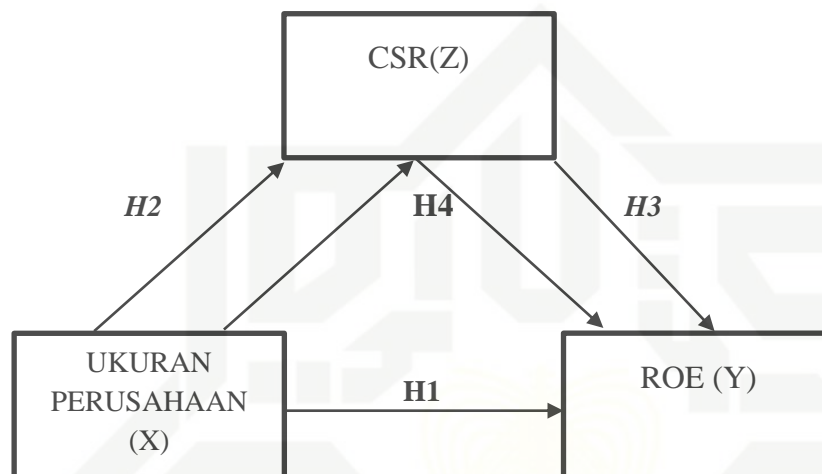 CSR(Z)
H2
H4
H3
UKURAN
PERUSAHAAN
(X)
H1
ROE (Y)